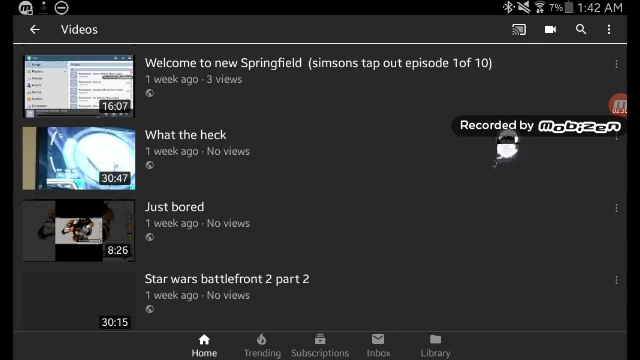 7% 1:42 AM
Videos
Welcome to new Springfield (simsons tap out episode 1of 10)
1 week ago · 3 views
16:07
Recorded by mobizen
What the heck
1 week ago · No views
30:47
Just bored
1 week ago · No views
8:26
Star wars battlefront 2 part 2
1 week ago · No views
30:15
Home
Trending
Subscriptions
Inbox
Library